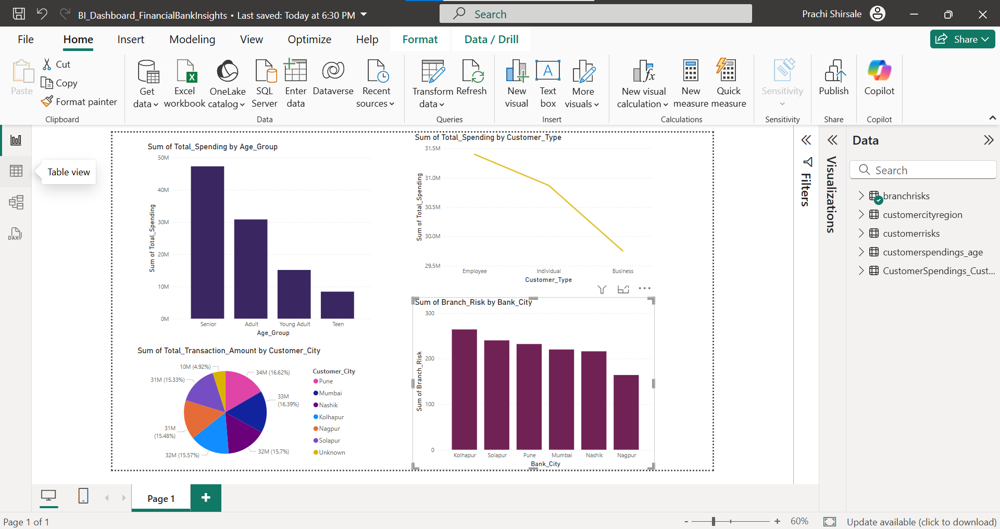 BI_Dashboard_FinancialBankInsights • Last saved: Today at 6:30 PM
Search
Prachi Shirsale
File Home Insert Modeling View Optimize Help Format Data / Drill
Share
Paste
Cut
Copy
Format painter
Clipboard
Get
data
Excel
workbook
OneLake
catalog
SQL
Server
Enter
data
Dataverse
Recent
sources
Data
Transform
data
Refresh
Queries
New
visual
Text
box
More
visuals
Insert
New visual
calculation
New
measure
Quick
measure
Calculations
Sensitivity
Sensitivity
Publish
Share
Copilot
Copilot
Table view
DAX
Sum of Total_Spending by Age_Group
Sum of Total_Spending
50M
40M
30M
20M
10M
0M
Senior Adult Young Adult Teen
Age_Group
Sum of Total_Spending by Customer_Type
Sum of Total_Spending
31.5M
31.0M
30.5M
30.0M
29.5M
Employee Individual Business
Customer_Type
Sum of Total_Transaction_Amount by Customer_City
10M (4.92%)
34M (16.62%)
31M (15.33%)
33M
(16.39%)
31M
(15.48%)
32M (15.57%)
32M (15.7%)
Customer_City
Pune
Mumbai
Nashik
Kolhapur
Nagpur
Solapur
Unknown
Sum of Branch_Risk by Bank_City
Sum of Branch_Risk
300
200
100
0
Kolhapur Solapur Pune Mumbai Nashik Nagpur
Bank_City
Filters
Visualizations
Data
Search
branchrisks
customercityregion
customerrisks
customerspendings_age
CustomerSpendings_Cust...
Page 1
Page 1 of 1
60%
Update available (click to download)